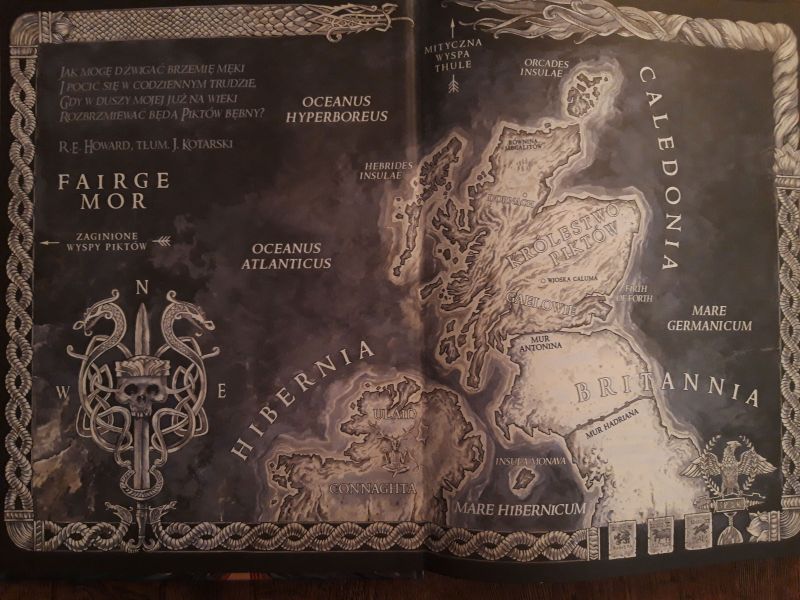 JAK MOGĘ DŹWIGAĆ BRZEMIĘ MĘKI
I POCIĆ SIĘ W CODZIENNYM TRUDZIE,
GDY W DUSZY MOJEJ JUŻ NA WIEKI
ROZBRZMIEWAĆ BĘDĄ PIKTÓW BĘBNY?
R.E. HOWARD, TŁUM. J. KOTARSKI
FAIRGE
MOR
ZAGINIONE
WYSPY PIKTÓW
OCEANUS
HYPERBOREUS
OCEANUS
ATLANTICUS
N
W
E
HIBERNIA
ULAID
CONNACHTA
MITYCZNA
WYSPA
THULE
ORCADES
INSULAE
HEBRIDES
INSULAE
RÓWNINA
MEGALITÓW
CALEDONIA
KRÓLESTWO
PIKTÓW
WIOSKA CALUMA
GAELOWIE
FIRTH
OF FORTH
MARE
GERMANICUM
MUR
ANTONINA
BRITANNIA
MUR HADRIANA
INSULA MONAVA
MARE HIBERNICUM